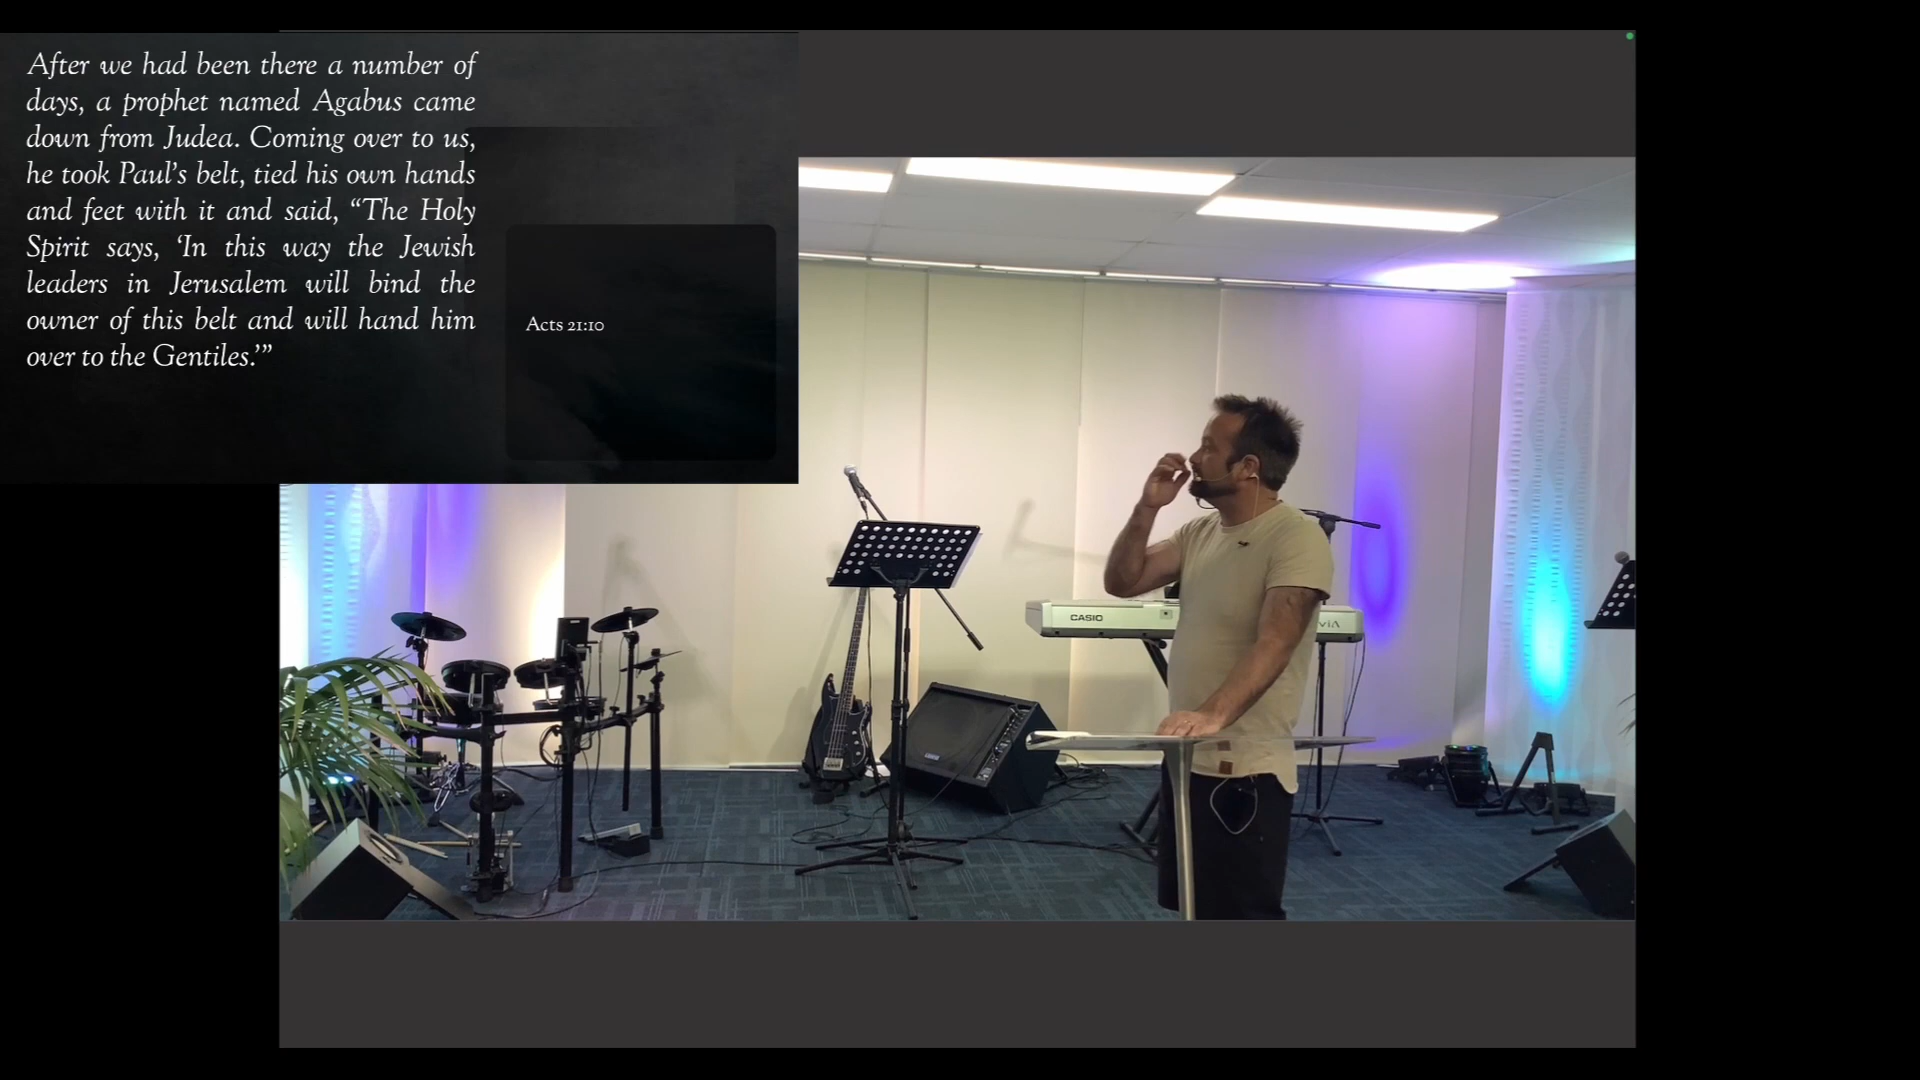 After we had been there a number of
days, a prophet named Agabus came
down from Judea. Coming over to us,
he took Paul’s belt, tied his own hands
and feet with it and said, “The Holy
Spirit says, ‘In this way the Jewish
leaders in Jerusalem will bind the
owner of this belt and will hand him
over to the Gentiles.’”
Acts 21:10
CASIO